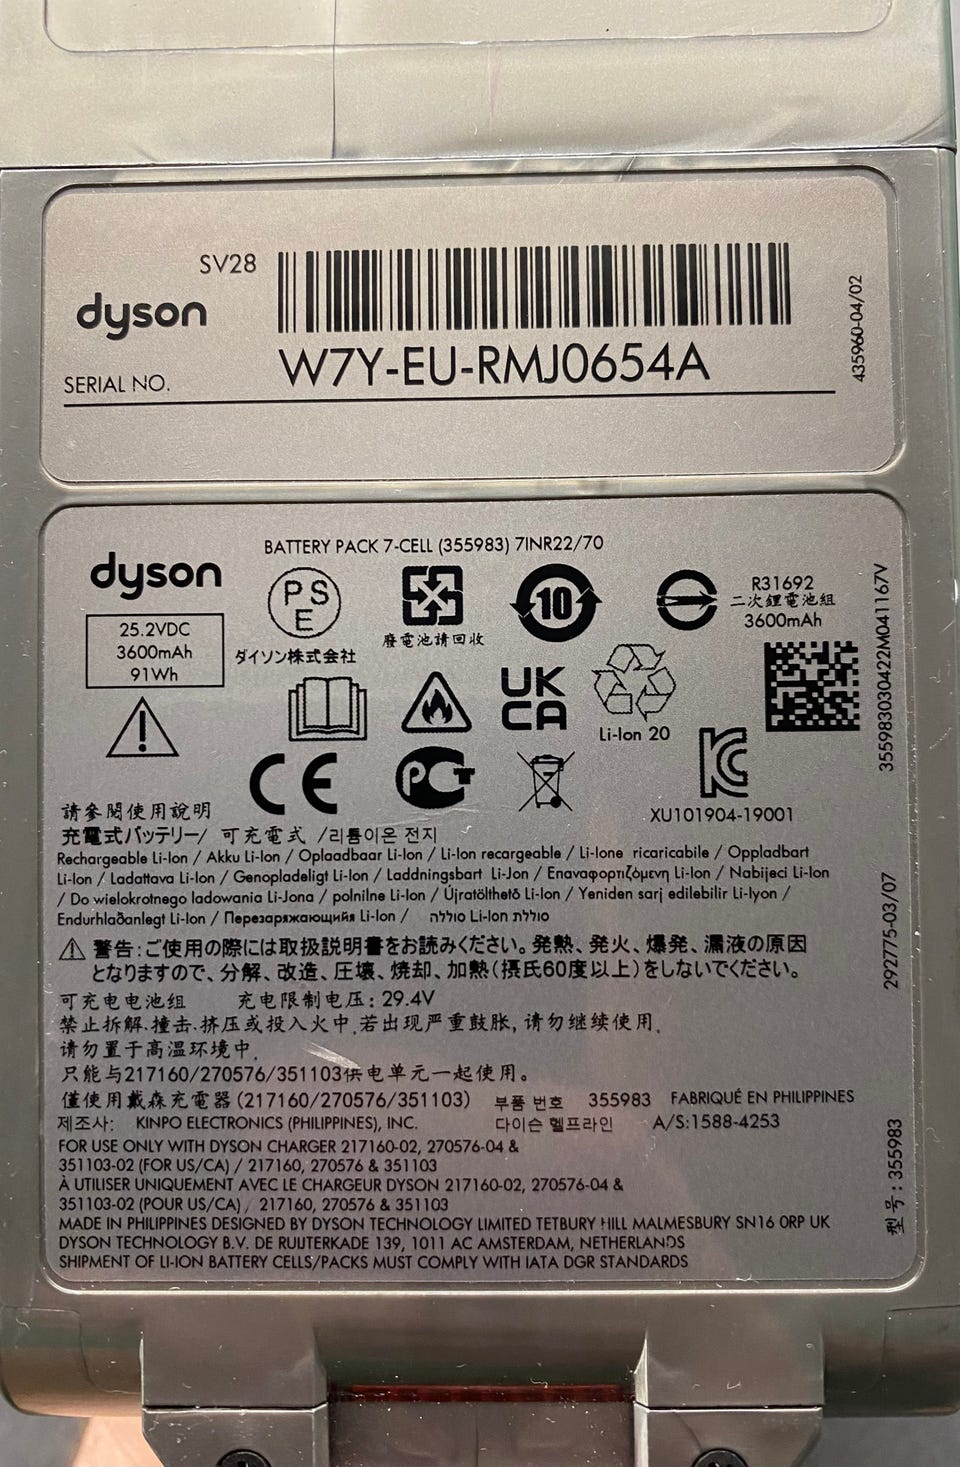 SV28
dyson
SERIAL NO.
W7Y-EU-RMJ0654A
435960-04/02
BATTERY PACK 7-CELL (355983) 7INR22/70
dyson
25.2VDC
3600mAh
91Wh
PSE
ダイソン株式会社
廢電池請回收
10
R31692
二次鋰電池組
3600mAh
UK
CA
Li-Ion 20
355983030422M041167V
CE
PCT
KC
XU101904-19001
請參閱使用說明
充電式バッテリー/ 可充電式 /리튬이온 전지
Rechargeable Li-Ion / Akku Li-Ion / Oplaadbaar Li-Ion / Li-Ion recargeable / Li-Ione ricaricabile / Oppladbart
Li-Ion / Ladattava Li-Ion / Genopladeligt Li-Ion / Laddningsbart Li-Jon / Επαναφορτιζόμενη Li-Ion / Nabijeci Li-Ion
/ Do wielokrotnego ladowania Li-Jona / polnilne Li-Ion / Újratölthető Li-Ion / Yeniden sarj edilebilir Li-Iyon /
Endurhlaðanlegt Li-Ion / Перезаряжающийя Li-Ion / סוללה Li-Ion סוללת
警告:ご使用の際には取扱説明書をお読みください。発熱、発火、爆発、漏液の原因
となりますので、分解、改造、圧壊、焼却、加熱(摂氏60度以上)をしないでください。
可充电电池组 充电限制电压: 29.4V
禁止拆解.撞击.挤压或投入火中.若出现严重鼓胀,请勿继续使用.
请勿置于高温环境中.
只能与217160/270576/351103供电单元一起使用。
僅使用戴森充電器(217160/270576/351103) 부품 번호 355983 FABRIQUÉ EN PHILIPPINES
제조사: KINPO ELECTRONICS (PHILIPPINES), INC. 다이슨 헬프라인 A/S:1588-4253
FOR USE ONLY WITH DYSON CHARGER 217160-02, 270576-04 &
351103-02 (FOR US/CA) / 217160, 270576 & 351103
À UTILISER UNIQUEMENT AVEC LE CHARGEUR DYSON 217160-02, 270576-04 &
351103-02 (POUR US/CA) / 217160, 270576 & 351103
MADE IN PHILIPPINES DESIGNED BY DYSON TECHNOLOGY LIMITED TETBURY HILL MALMESBURY SN16 0RP UK
DYSON TECHNOLOGY B.V. DE RUIJTERKADE 139, 1011 AC AMSTERDAM, NETHERLANDS
SHIPMENT OF LI-ION BATTERY CELLS/PACKS MUST COMPLY WITH IATA DGR STANDARDS
292775-03/07
型号: 355983